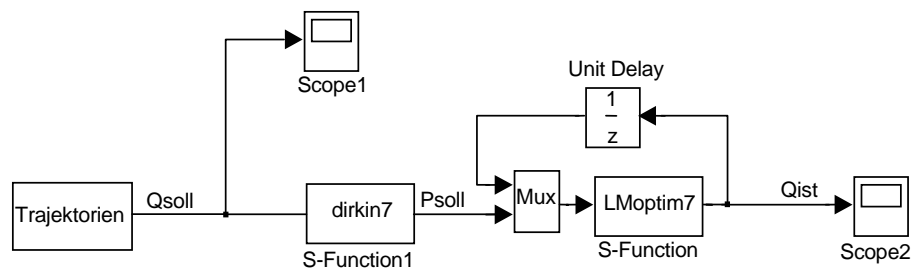 Scope1
Unit Delay
1
z
Trajektorien
Qsoll
dirkin7
Psoll
Mux
LMoptim7
Qist
S-Function1
S-Function
Scope2